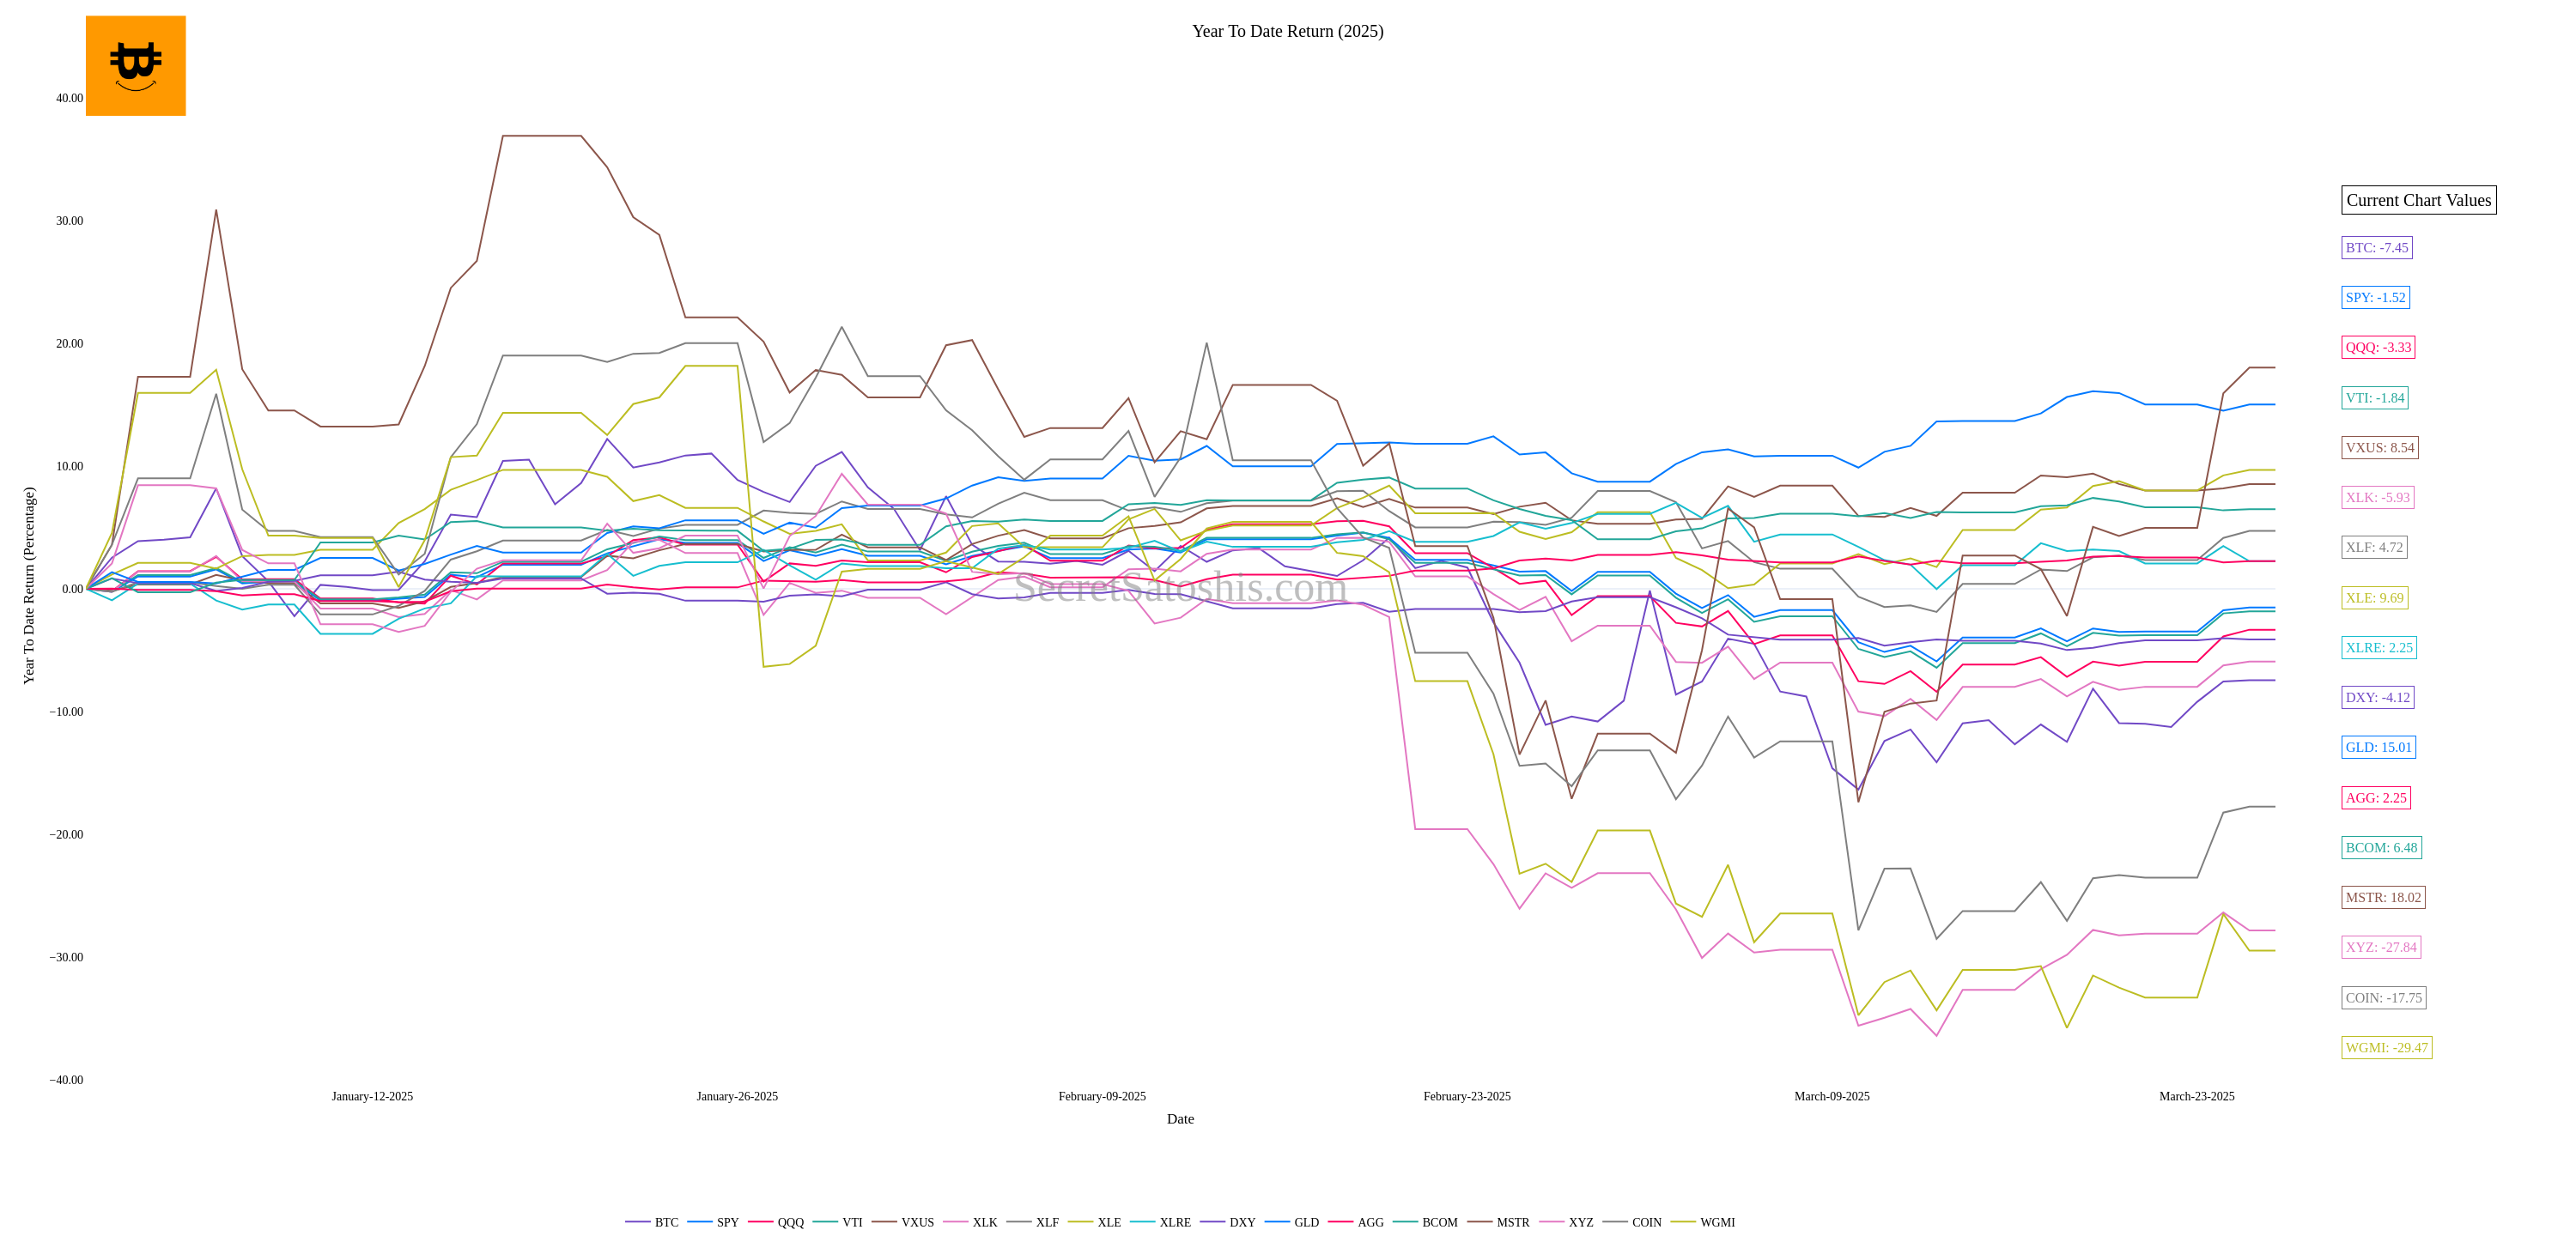 Year To Date Return (2025)
40.00
30.00
20.00
10.00
0.00
−10.00
−20.00
−30.00
−40.00
Year To Date Return (Percentage)
SecretSatoshis.com
January-12-2025
January-26-2025
February-09-2025
February-23-2025
March-09-2025
March-23-2025
Date
Current Chart Values
BTC: -7.45
SPY: -1.52
QQQ: -3.33
VTI: -1.84
VXUS: 8.54
XLK: -5.93
XLF: 4.72
XLE: 9.69
XLRE: 2.25
DXY: -4.12
GLD: 15.01
AGG: 2.25
BCOM: 6.48
MSTR: 18.02
XYZ: -27.84
COIN: -17.75
WGMI: -29.47
BTC SPY QQQ VTI VXUS XLK XLF XLE XLRE DXY GLD AGG BCOM MSTR XYZ COIN WGMI